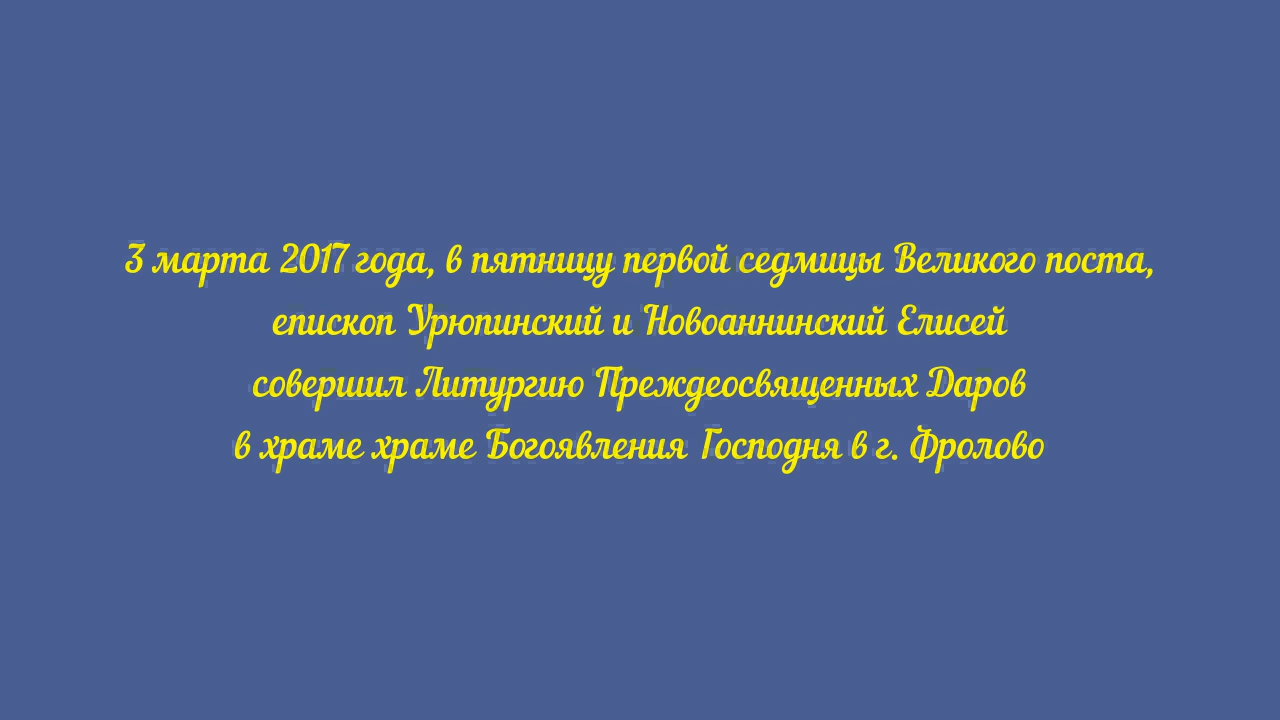 3 марта 2017 года, в пятницу первой седмицы Великого поста,
епископ Урюпинский и Новоаннинский Елисей
совершил Литургию Преждеосвященных Даров
в храме храме Богоявления Господня в г. Фролово